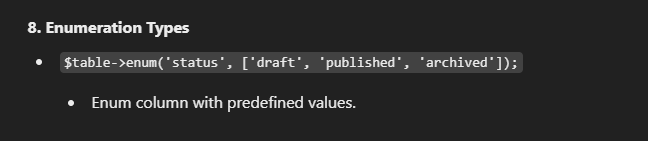 8. Enumeration Types
• $table->enum('status', ['draft', 'published', 'archived']);
• Enum column with predefined values.